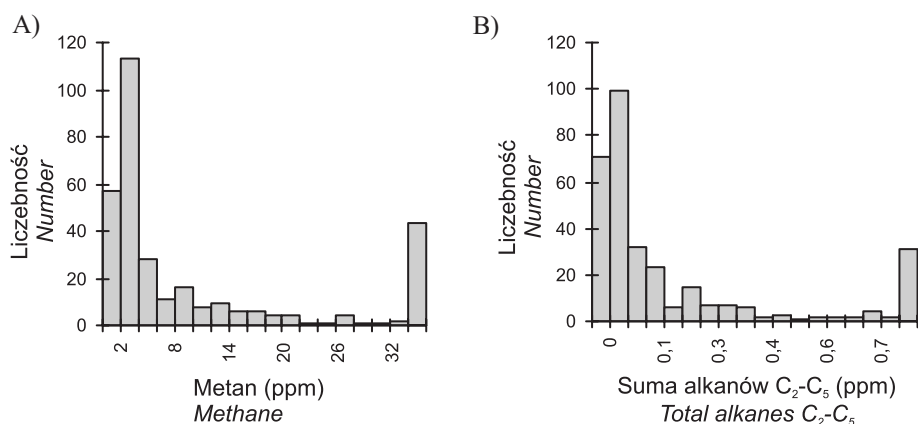 A)
120
100
80
60
40
20
0
Liczebność
Number
2
8
14
20
26
32
Metan (ppm)
Methane
B)
120
100
80
60
40
20
0
Liczebność
Number
0
0,1
0,3
0,4
0,6
0,7
Suma alkanów C₂-C₅ (ppm)
Total alkanes C₂-C₅